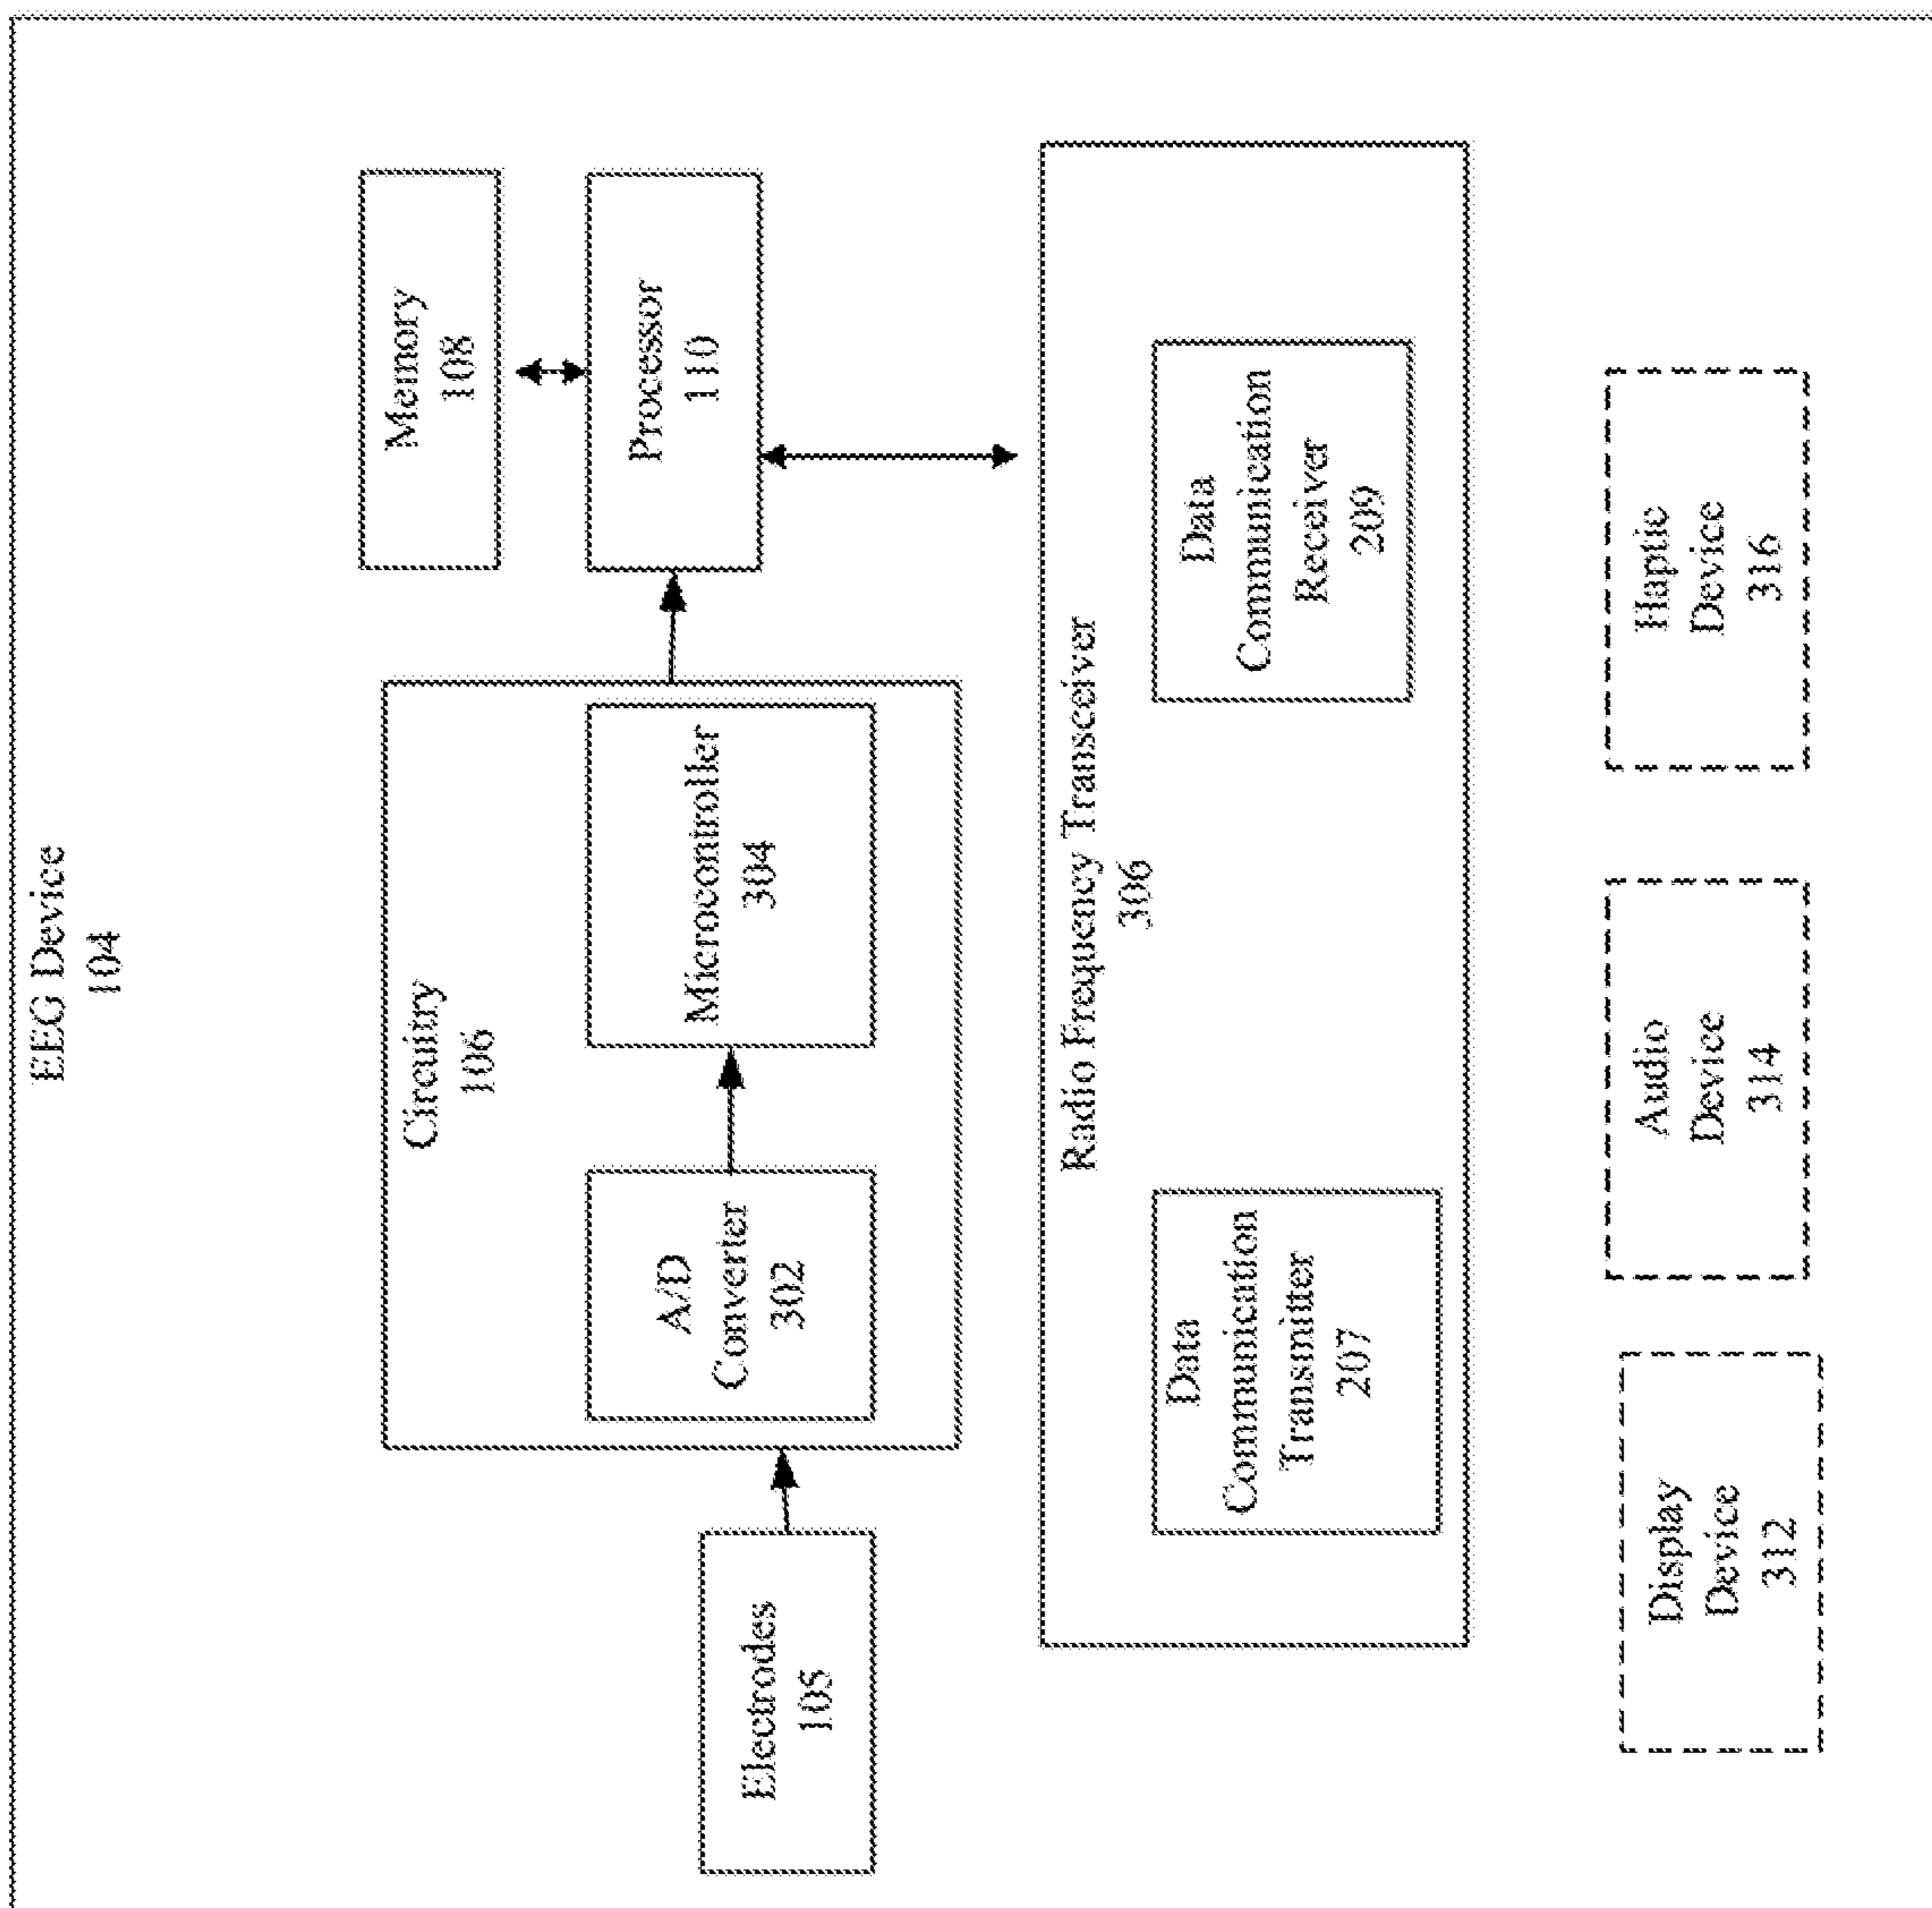 EEG Device
104
Memory
108
Circuitry
106
Processor
110
A/D
Converter
302
Microcontroller
304
Electrodes
105
Radio Frequency Transceiver
306
Data
Communication
Transmitter
207
Data
Communication
Receiver
209
Display
Device
312
Audio
Device
314
Haptic
Device
316